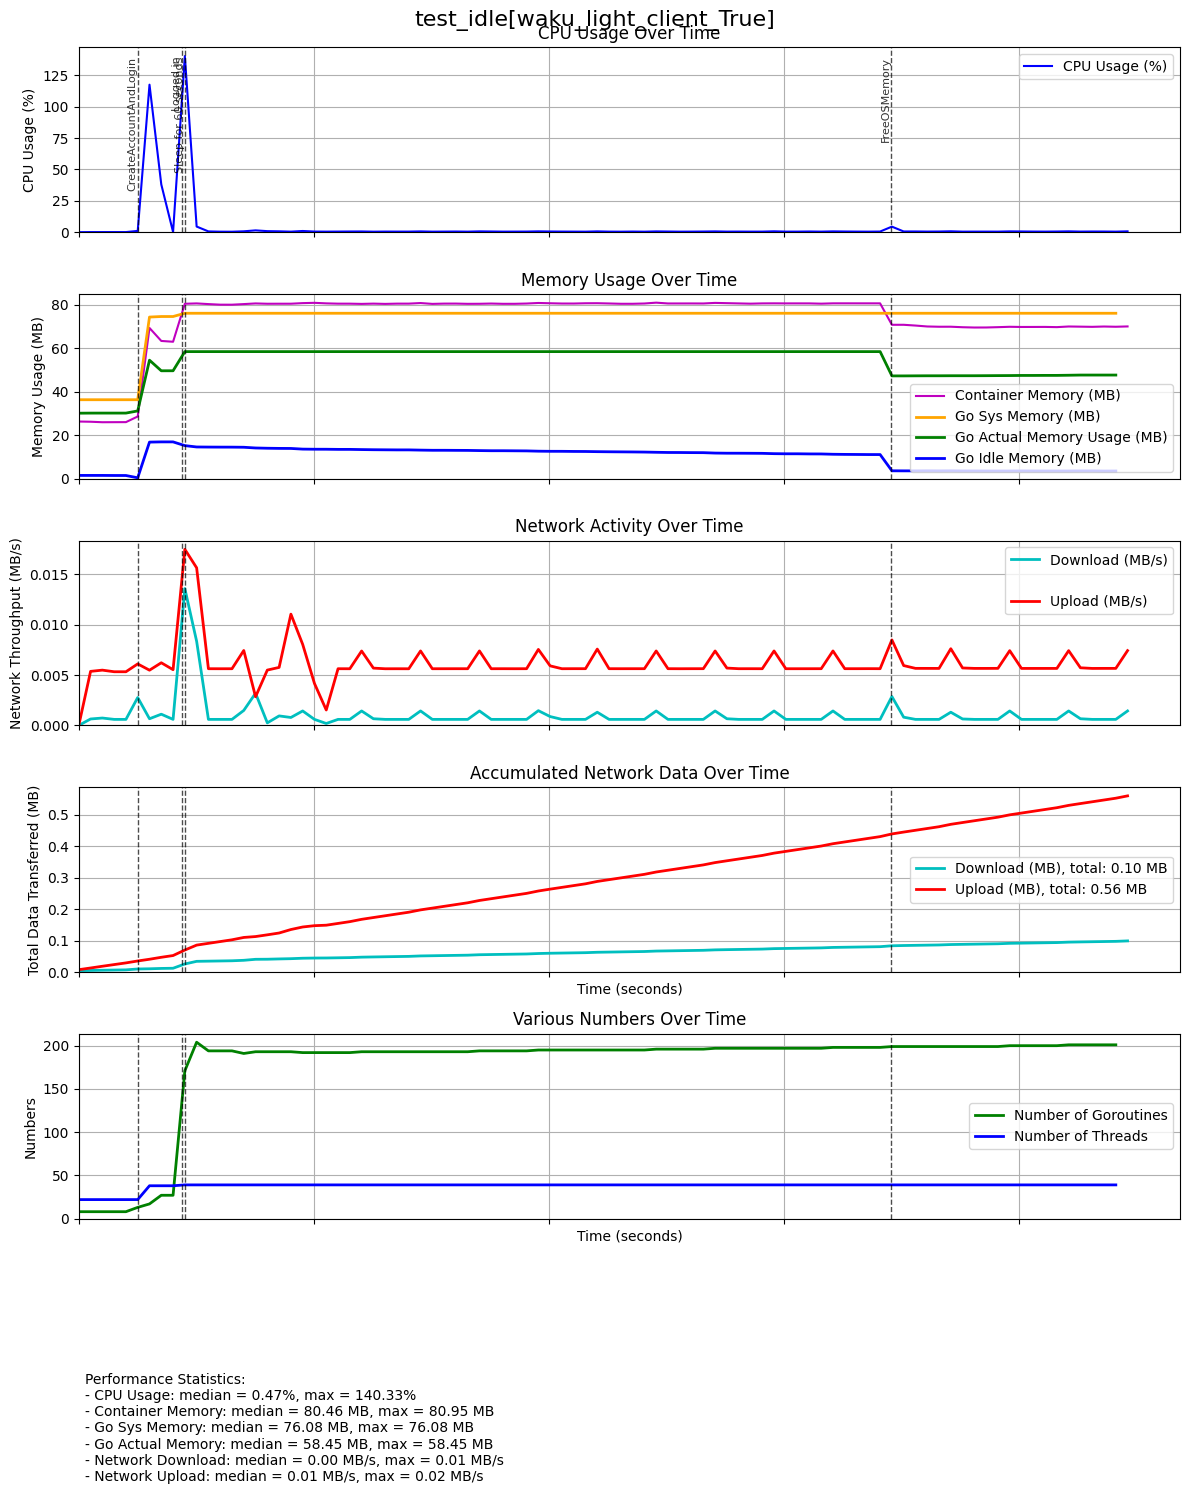 test_idle[waku_light_client_True]
CPU Usage Over Time
CPU Usage (%)
125
100
75
50
25
0
CreateAccountAndLogin
Logged in
Sleep for 60 seconds
FreeOSMemory
CPU Usage (%)
Memory Usage Over Time
Memory Usage (MB)
80
60
40
20
0
Container Memory (MB)
Go Sys Memory (MB)
Go Actual Memory Usage (MB)
Go Idle Memory (MB)
Network Activity Over Time
Network Throughput (MB/s)
0.015
0.010
0.005
0.000
Download (MB/s)
Upload (MB/s)
Accumulated Network Data Over Time
Total Data Transferred (MB)
0.5
0.4
0.3
0.2
0.1
0.0
Download (MB), total: 0.10 MB
Upload (MB), total: 0.56 MB
Time (seconds)
Various Numbers Over Time
Numbers
200
150
100
50
0
Number of Goroutines
Number of Threads
Time (seconds)
Performance Statistics:
- CPU Usage: median = 0.47%, max = 140.33%
- Container Memory: median = 80.46 MB, max = 80.95 MB
- Go Sys Memory: median = 76.08 MB, max = 76.08 MB
- Go Actual Memory: median = 58.45 MB, max = 58.45 MB
- Network Download: median = 0.00 MB/s, max = 0.01 MB/s
- Network Upload: median = 0.01 MB/s, max = 0.02 MB/s